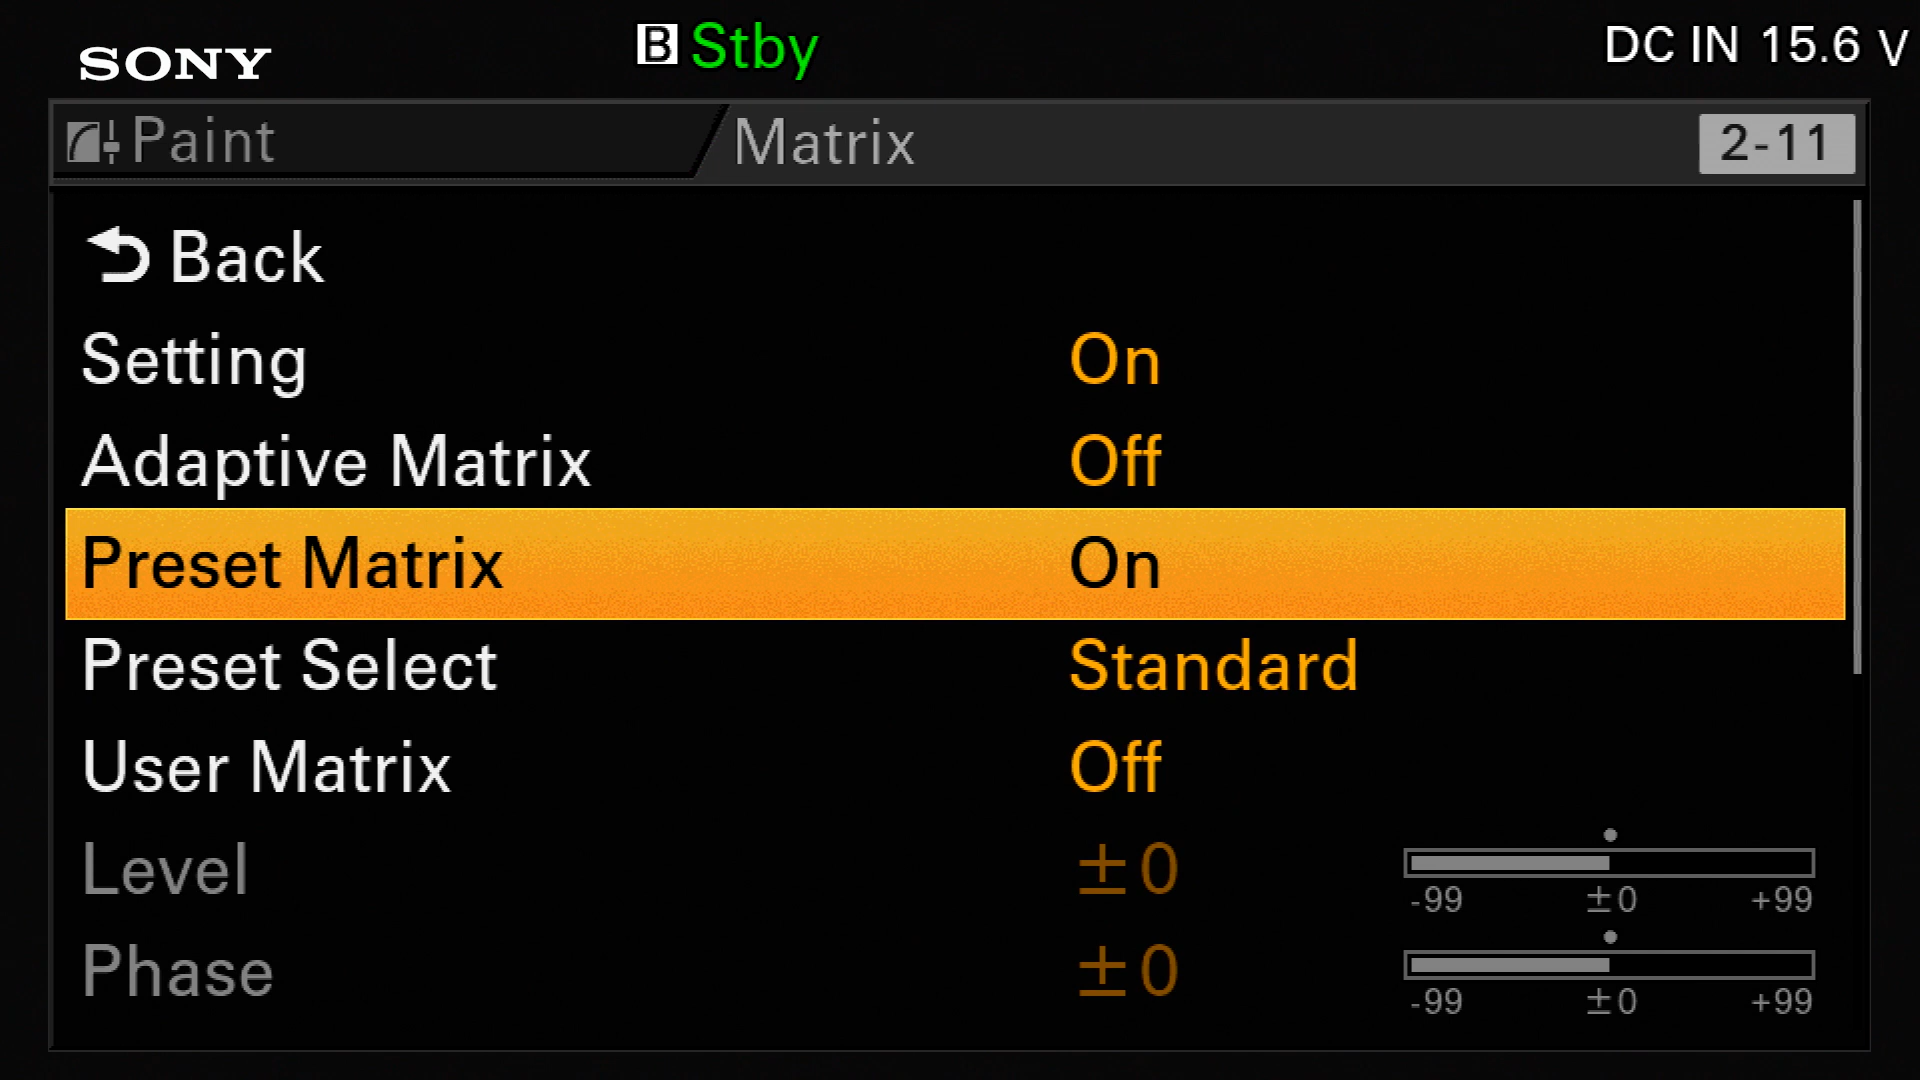 SONY
B Stby
DC IN 15.6 V
Paint
Matrix
2-11
Back
Setting On
Adaptive Matrix Off
Preset Matrix On
Preset Select Standard
User Matrix Off
Level ±0
-99 ±0 +99
Phase ±0
-99 ±0 +99